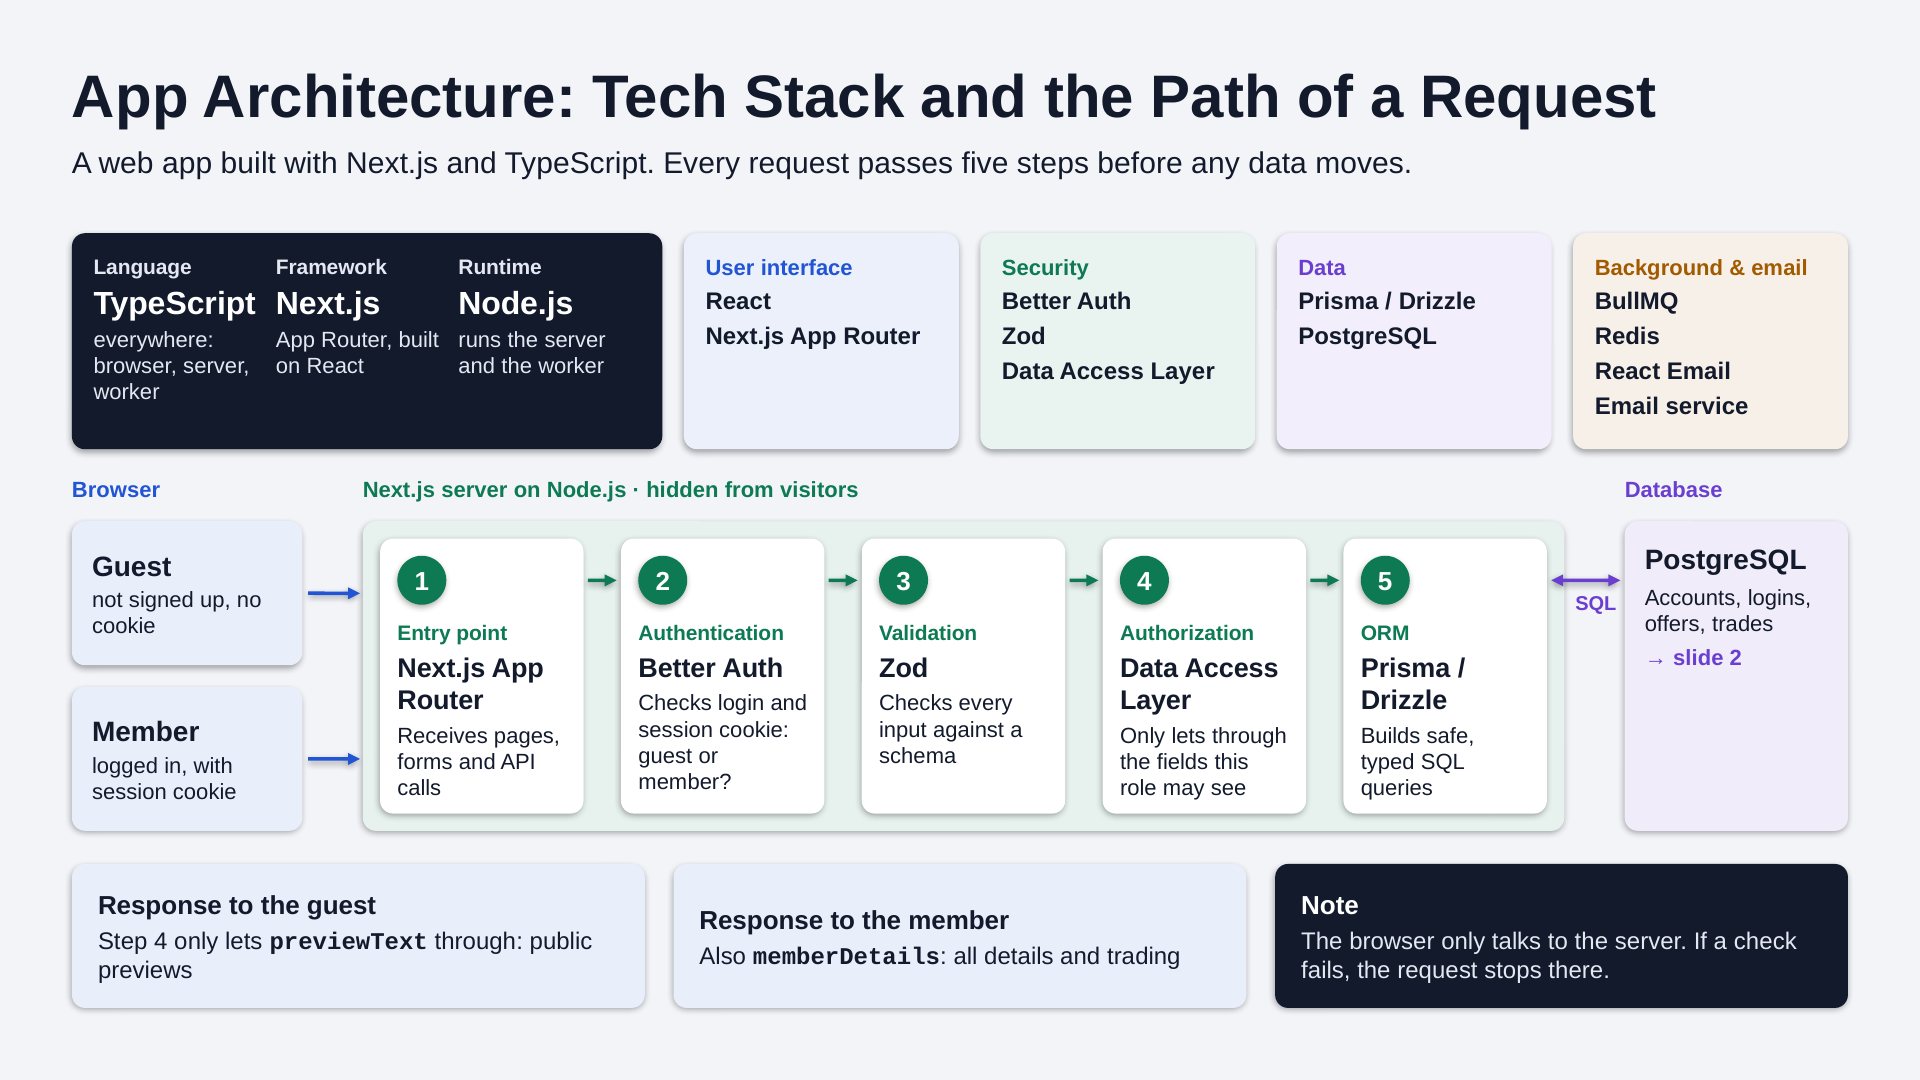 App Architecture: Tech Stack and the Path of a Request
A web app built with Next.js and TypeScript. Every request passes five steps before any data moves.
Language
TypeScript
everywhere:
browser, server,
worker
Framework
Next.js
App Router, built
on React
Runtime
Node.js
runs the server
and the worker
User interface
React
Next.js App Router
Security
Better Auth
Zod
Data Access Layer
Data
Prisma / Drizzle
PostgreSQL
Background & email
BullMQ
Redis
React Email
Email service
Browser
Guest
not signed up, no
cookie
Member
logged in, with
session cookie
Next.js server on Node.js · hidden from visitors
1
Entry point
Next.js App
Router
Receives pages,
forms and API
calls
2
Authentication
Better Auth
Checks login and
session cookie:
guest or
member?
3
Validation
Zod
Checks every
input against a
schema
4
Authorization
Data Access
Layer
Only lets through
the fields this
role may see
5
ORM
Prisma /
Drizzle
Builds safe,
typed SQL
queries
SQL
Database
PostgreSQL
Accounts, logins,
offers, trades
→ slide 2
Response to the guest
Step 4 only lets previewText through: public
previews
Response to the member
Also memberDetails: all details and trading
Note
The browser only talks to the server. If a check
fails, the request stops there.